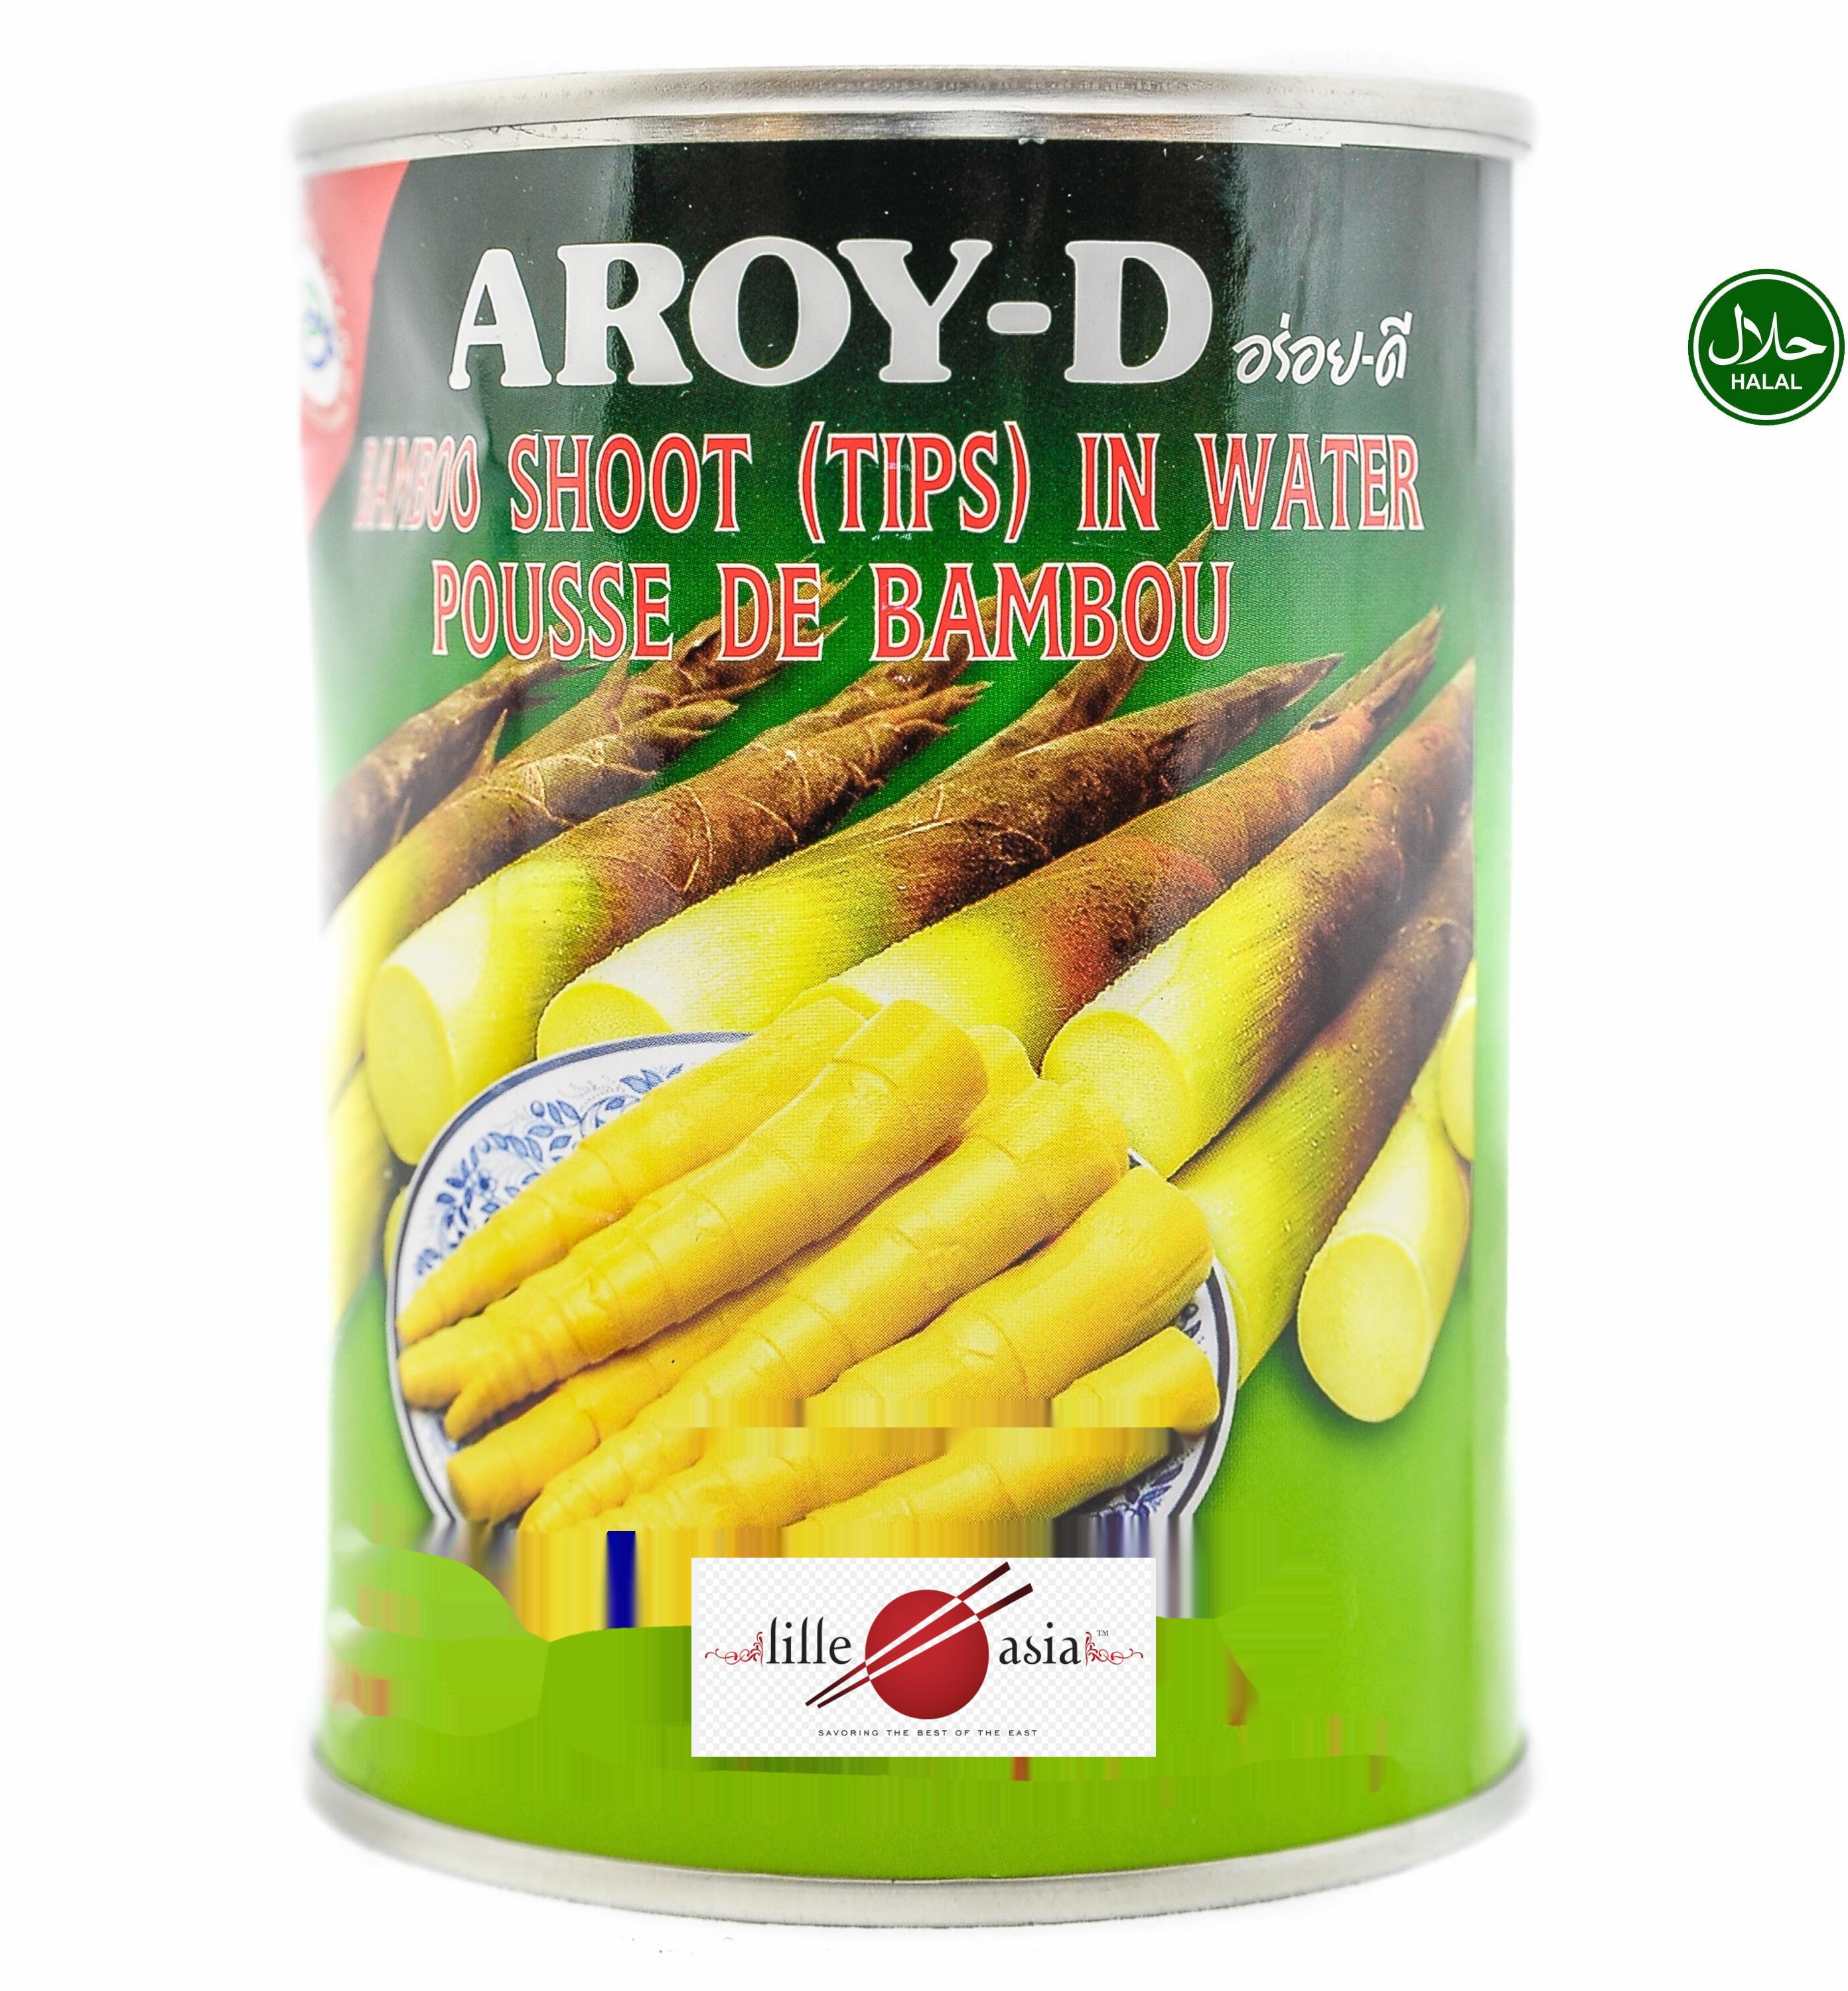 AROY-D อร่อย-ดี
حلال
HALAL
BAMBOO SHOOT (TIPS) IN WATER
POUSSE DE BAMBOU
lille asia™
SAVORING THE BEST OF THE EAST